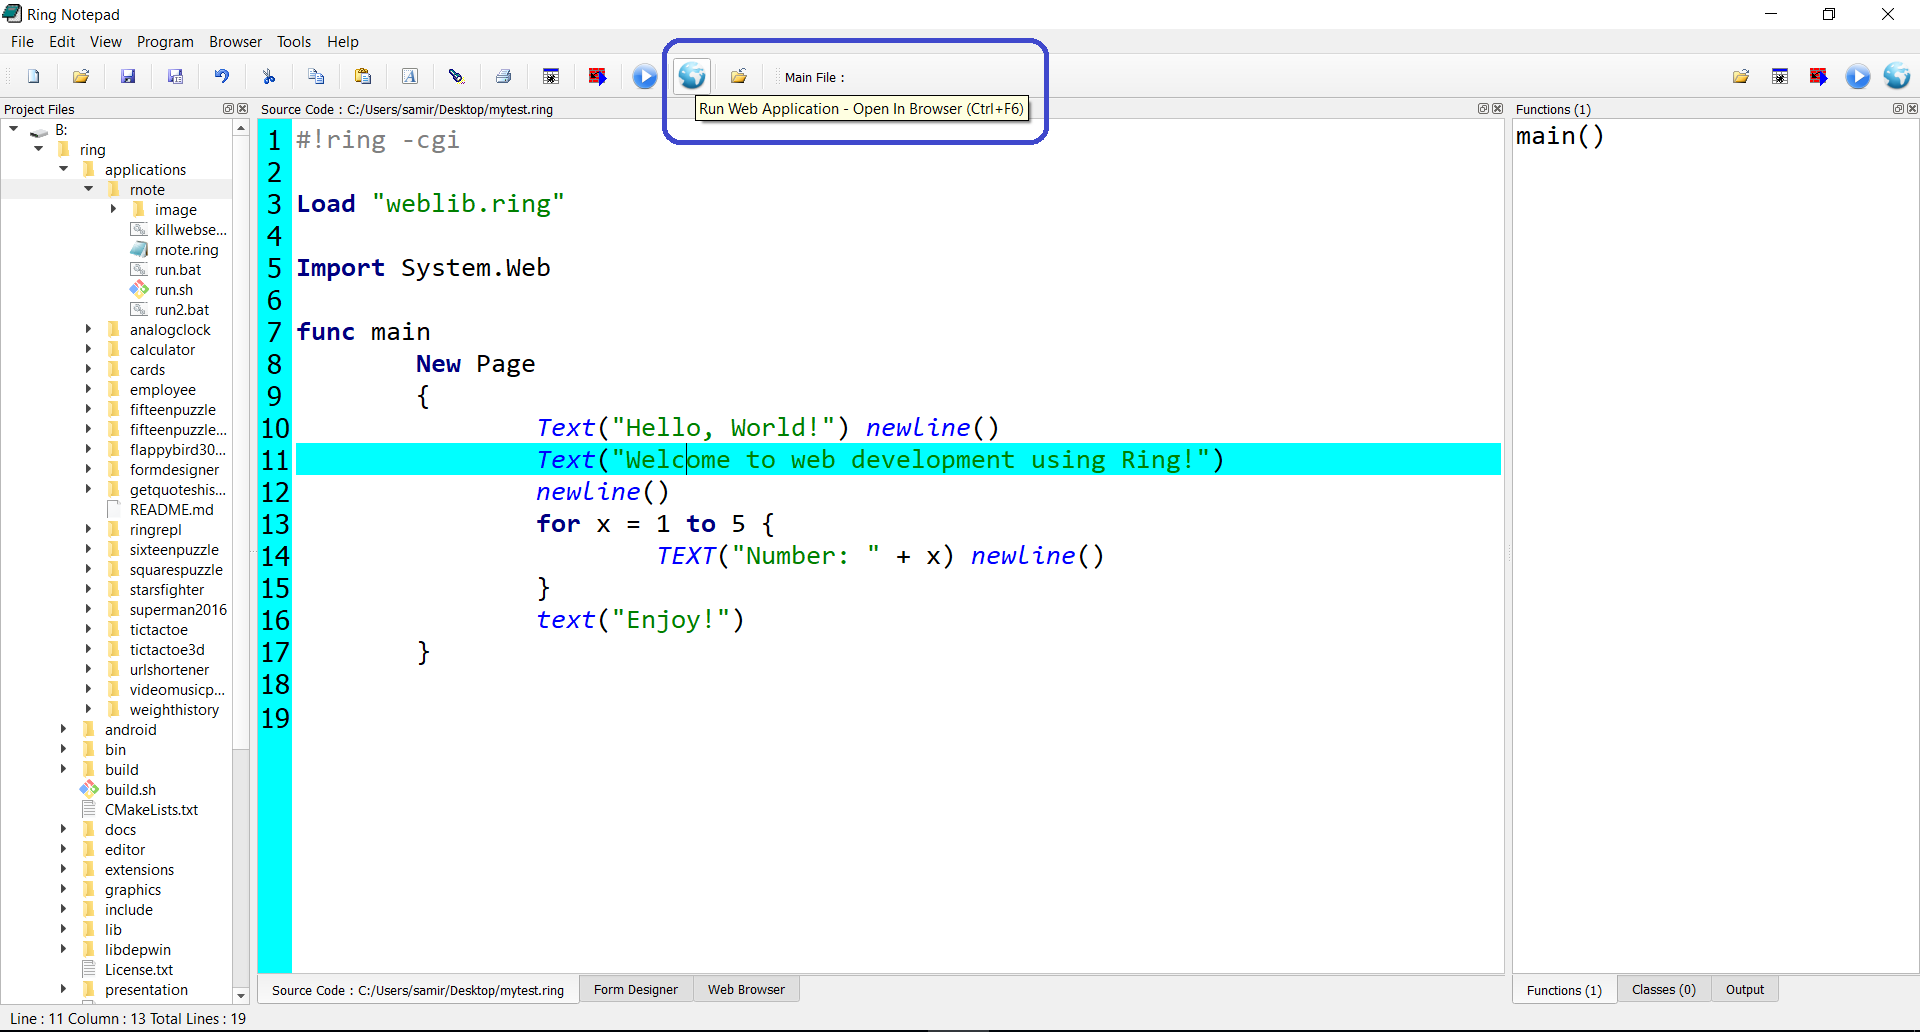 Ring Notepad
File Edit View Program Browser Tools Help
Main File :
Run Web Application - Open In Browser (Ctrl+F6)
Project Files
B:
ring
applications
rnote
image
killwebse...
rnote.ring
run.bat
run.sh
run2.bat
analogclock
calculator
cards
employee
fifteenpuzzle
fifteenpuzzle...
flappybird30...
formdesigner
getquoteshis...
README.md
ringrepl
sixteenpuzzle
squarespuzzle
starsfighter
superman2016
tictactoe
tictactoe3d
urlshortener
videomusicp...
weighthistory
android
bin
build
build.sh
CMakeLists.txt
docs
editor
extensions
graphics
include
lib
libdepwin
License.txt
presentation
Source Code : C:/Users/samir/Desktop/mytest.ring
1 #!ring -cgi
2
3 Load "weblib.ring"
4
5 Import System.Web
6
7 func main
8 New Page
9 {
10 Text("Hello, World!") newline()
11 Text("Welcome to web development using Ring!")
12 newline()
13 for x = 1 to 5 {
14 TEXT("Number: " + x) newline()
15 }
16 text("Enjoy!")
17 }
18
19
Source Code : C:/Users/samir/Desktop/mytest.ring Form Designer Web Browser
Functions (1)
main()
Functions (1) Classes (0) Output
Line : 11 Column : 13 Total Lines : 19